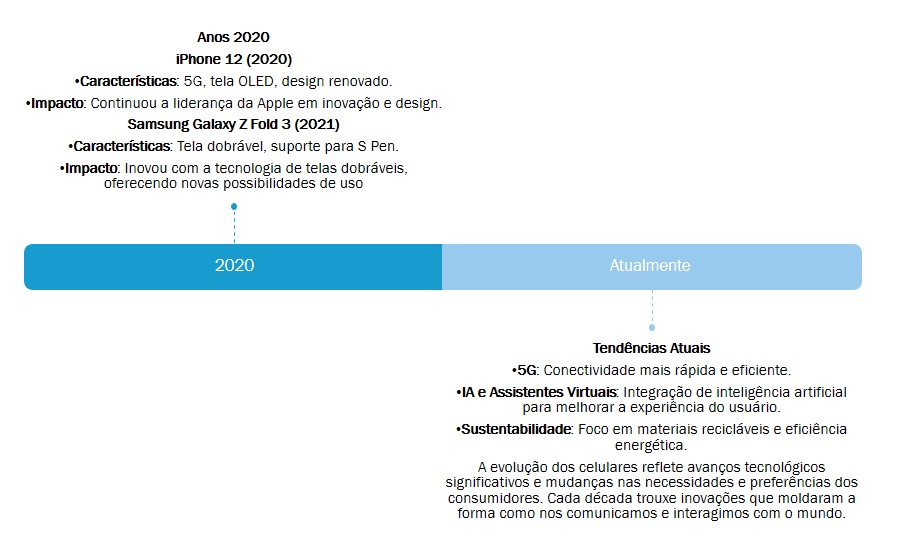 Anos 2020
iPhone 12 (2020)
•Características: 5G, tela OLED, design renovado.
•Impacto: Continuou a liderança da Apple em inovação e design.
Samsung Galaxy Z Fold 3 (2021)
•Características: Tela dobrável, suporte para S Pen.
•Impacto: Inovou com a tecnologia de telas dobráveis,
oferecendo novas possibilidades de uso
2020
Atualmente
Tendências Atuais
•5G: Conectividade mais rápida e eficiente.
•IA e Assistentes Virtuais: Integração de inteligência artificial
para melhorar a experiência do usuário.
•Sustentabilidade: Foco em materiais recicláveis e eficiência
energética.
A evolução dos celulares reflete avanços tecnológicos
significativos e mudanças nas necessidades e preferências dos
consumidores. Cada década trouxe inovações que moldaram a
forma como nos comunicamos e interagimos com o mundo.